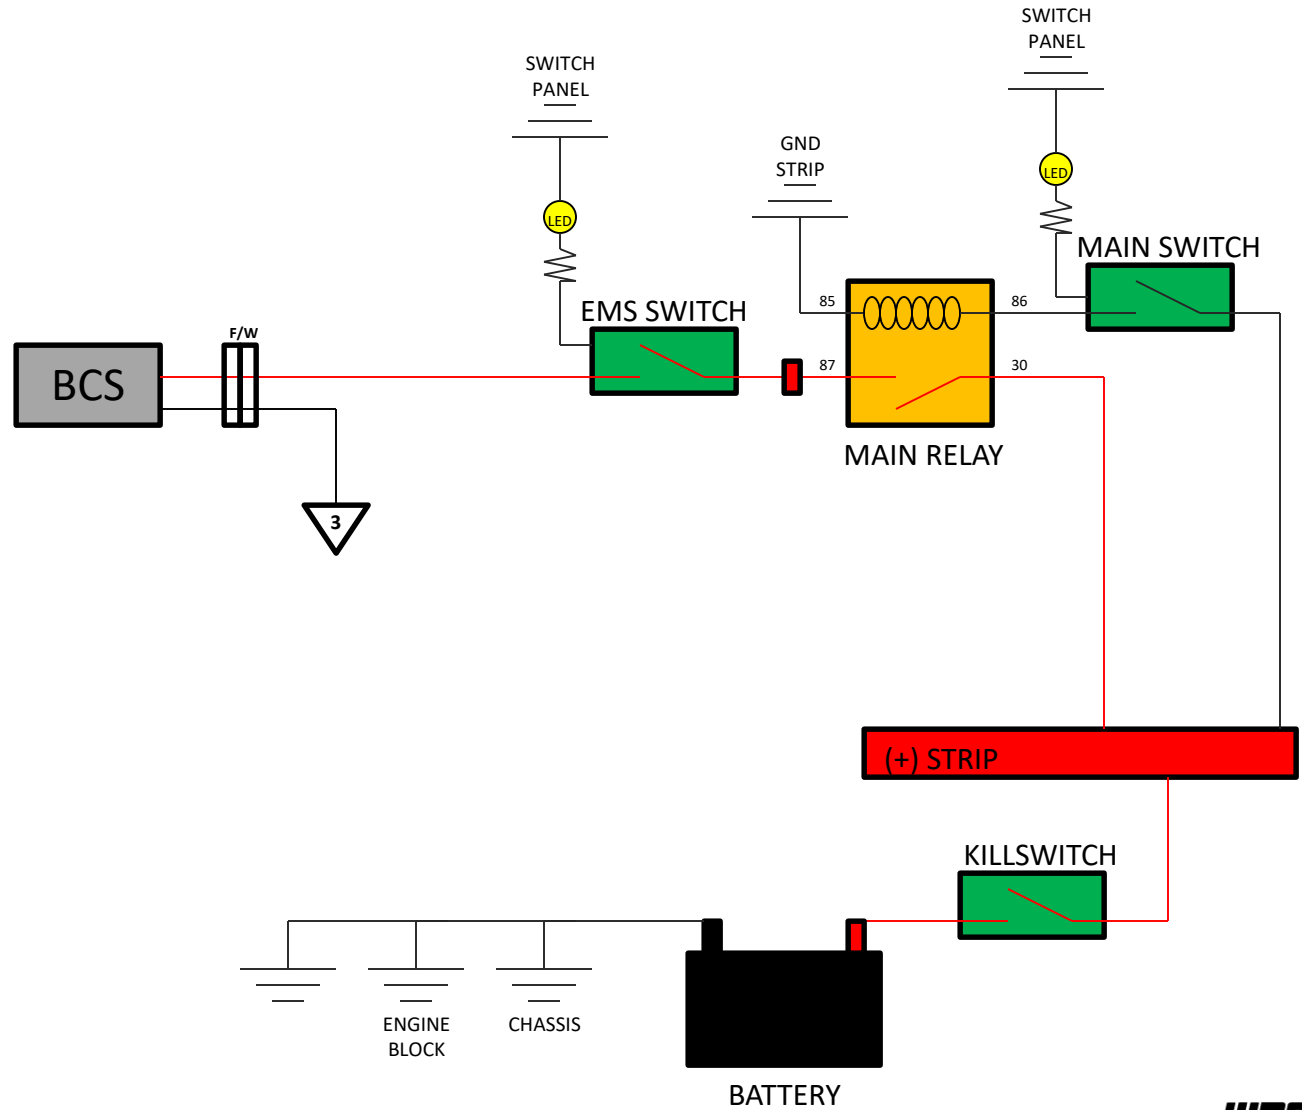 SWITCH
PANEL
SWITCH
PANEL
GND
STRIP
LED
LED
MAIN SWITCH
EMS SWITCH
85
86
F/W
BCS
87
30
MAIN RELAY
3
(+) STRIP
KILLSWITCH
ENGINE
BLOCK
CHASSIS
BATTERY